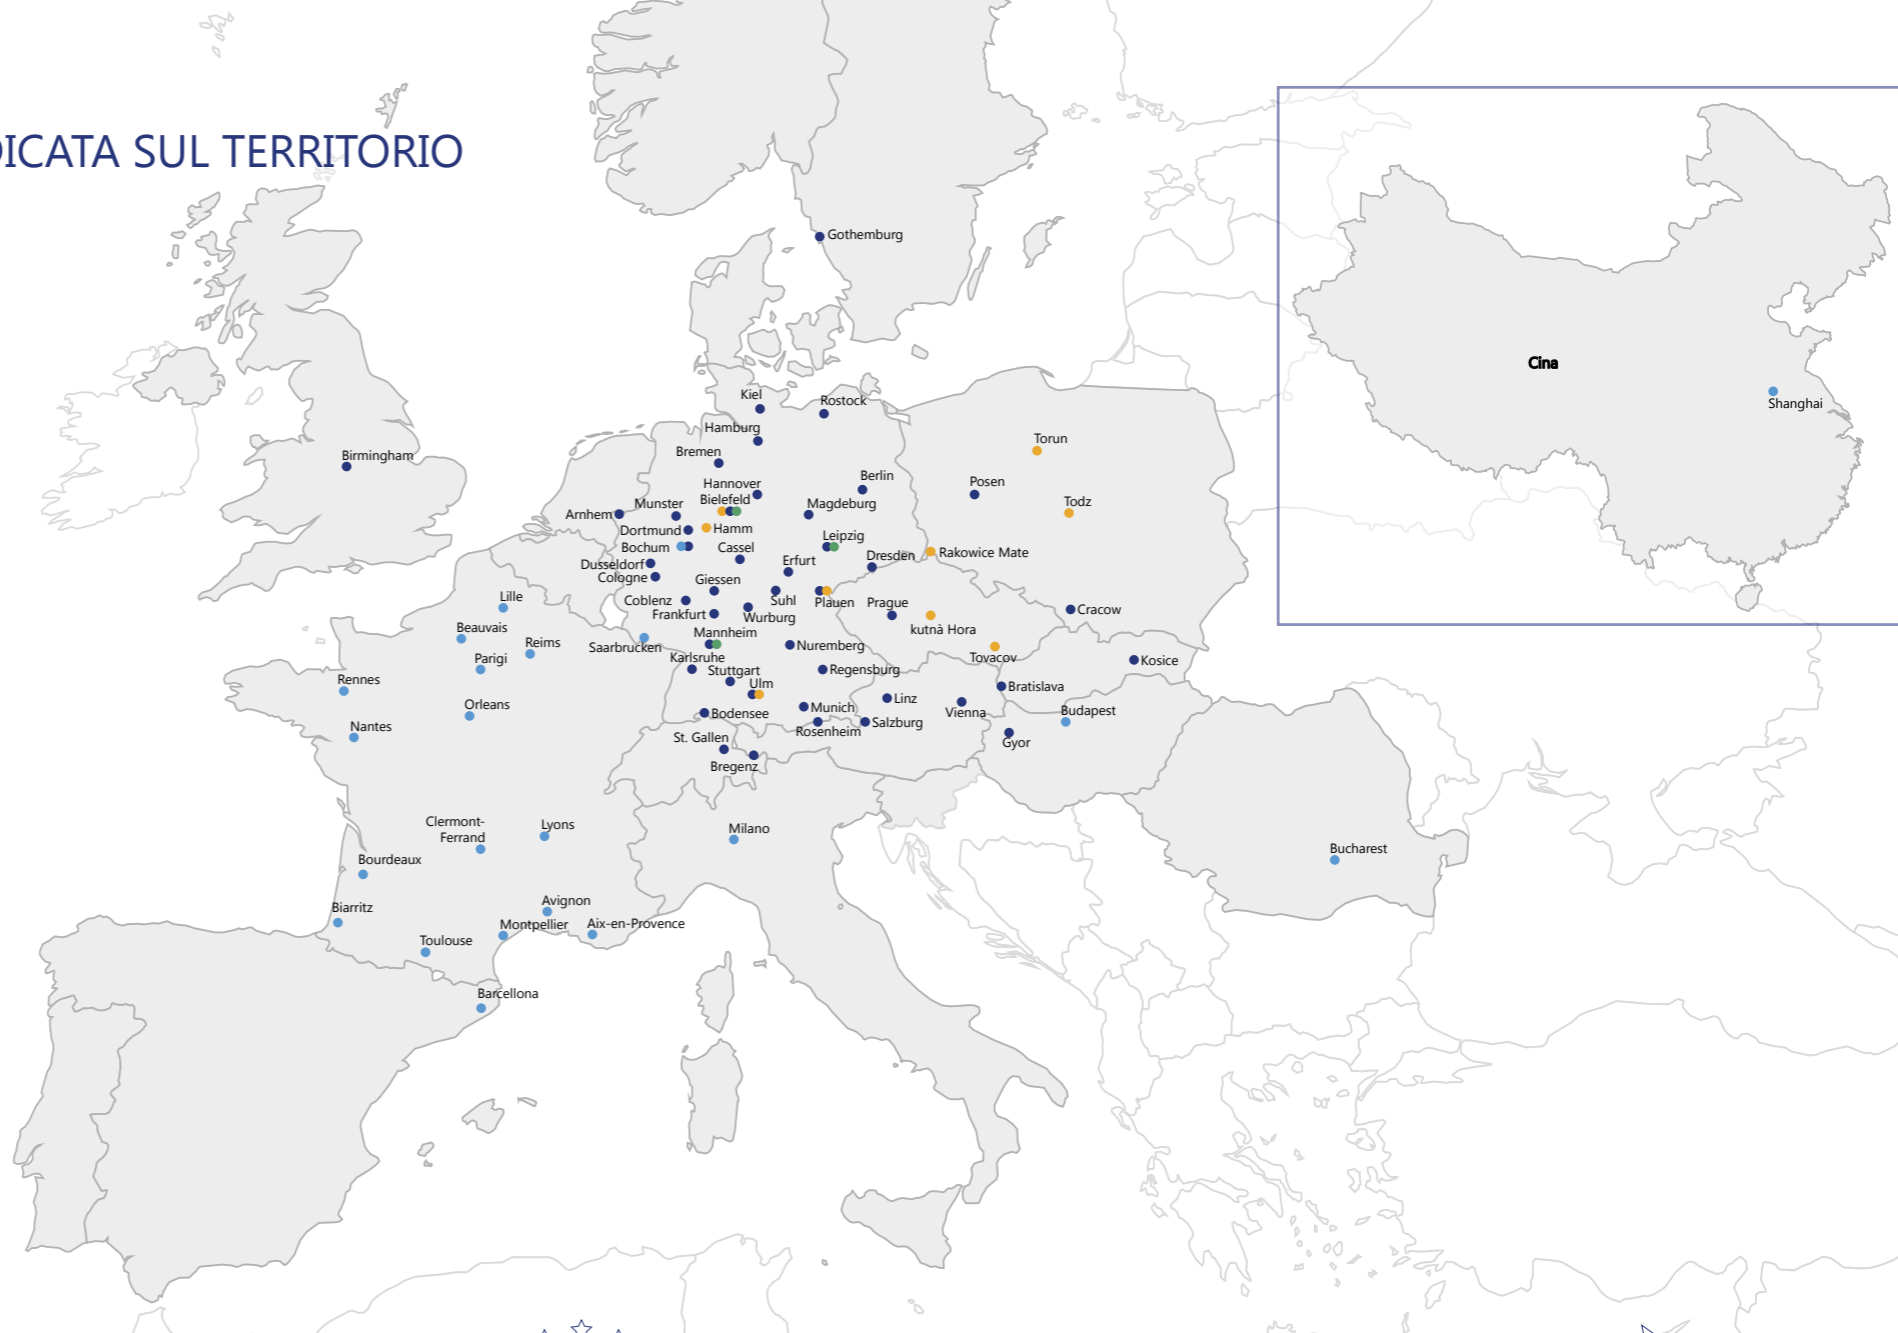 DICATA SUL TERRITORIO
Gothemburg
Cina
Shanghai
Kiel
Rostock
Hamburg
Torun
Bremen
Birmingham
Berlin
Posen
Hannover
Bielefeld
Magdeburg
Todz
Munster
Arnhem
Dortmund
Hamm
Leipzig
Bochum
Cassel
Rakowice Mate
Dresden
Dusseldorf
Erfurt
Cologne
Giessen
Lille
Coblenz
Suhl
Plauen
Prague
Cracow
Frankfurt
Wurburg
Beauvais
kutnà Hora
Mannheim
Reims
Saarbrucken
Nuremberg
Parigi
Karlsruhe
Tovacov
Kosice
Stuttgart
Regensburg
Rennes
Ulm
Bratislava
Orleans
Linz
Bodensee
Munich
Vienna
Budapest
Nantes
Salzburg
Rosenheim
St. Gallen
Gyor
Bregenz
Clermont-
Ferrand
Lyons
Milano
Bucharest
Bourdeaux
Avignon
Biarritz
Montpellier
Aix-en-Provence
Toulouse
Barcellona